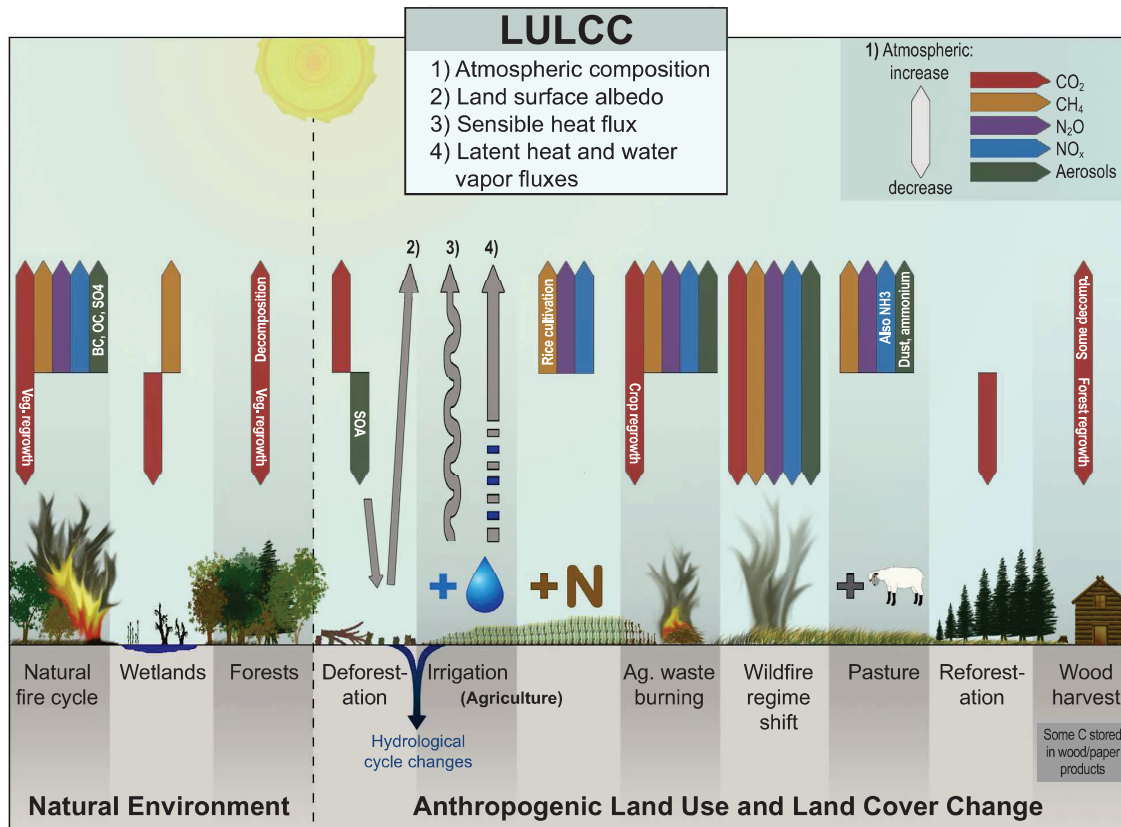 LULCC
1) Atmospheric composition
2) Land surface albedo
3) Sensible heat flux
4) Latent heat and water
vapor fluxes
1) Atmospheric:
increase
decrease
CO₂
CH₄
N₂O
NOₓ
Aerosols
2)
3)
4)
Veg. regrowth
BC, OC, SO4
Decomposition
Veg. regrowth
SOA
Rice cultivation
Crop regrowth
Also NH3
Dust, ammonium
Some decomp.
Forest regrowth
+
+N
+
Natural
fire cycle
Wetlands
Forests
Deforest-
ation
Irrigation
(Agriculture)
Ag. waste
burning
Wildfire
regime
shift
Pasture
Reforest-
ation
Wood
harvest
Hydrological
cycle changes
Some C stored
in wood/paper
products
Natural Environment
Anthropogenic Land Use and Land Cover Change